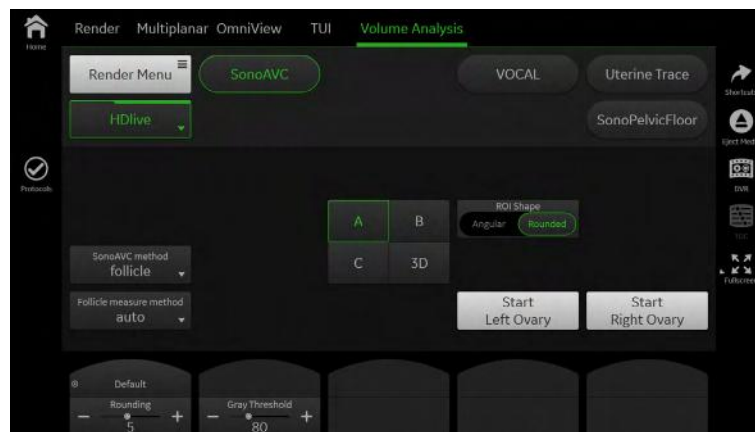 Home
Render Multiplanar OmniView TUI Volume Analysis
Render Menu
SonoAVC
VOCAL
Uterine Trace
Shortcuts
HDlive
SonoPelvicFloor
Eject Media
DVR
Protocols
A
B
ROI Shape
Angular Rounded
TGC
SonoAVC method
follicle
C
3D
Fullscreen
Follicle measure method
auto
Start
Left Ovary
Start
Right Ovary
Default
Rounding
- +
5
Gray Threshold
- +
80